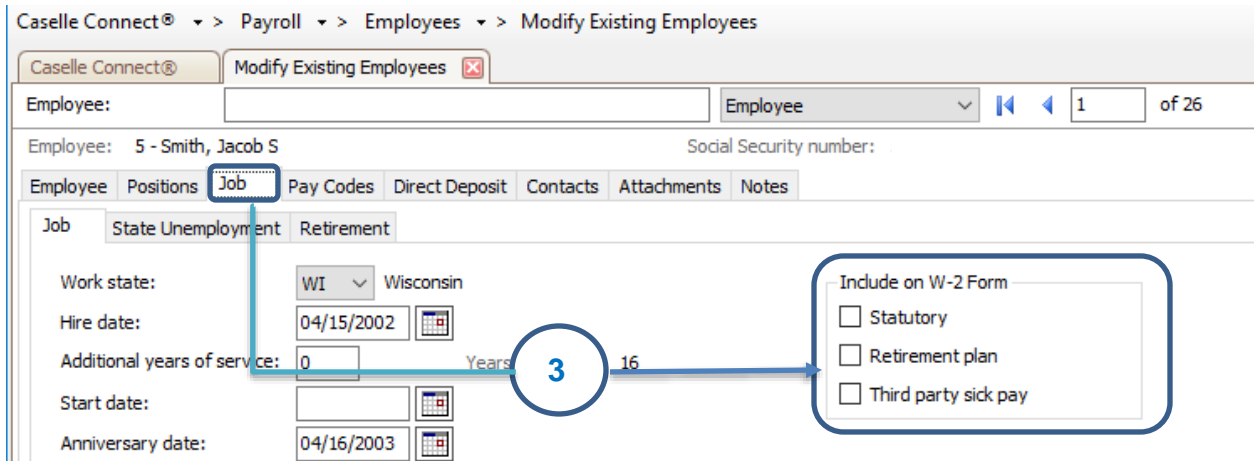 Caselle Connect® > Payroll > Employees > Modify Existing Employees
Caselle Connect® Modify Existing Employees
Employee: Employee 1 of 26
Employee: 5 - Smith, Jacob S Social Security number:
Employee Positions Job Pay Codes Direct Deposit Contacts Attachments Notes
Job State Unemployment Retirement
Work state: WI Wisconsin
Hire date: 04/15/2002
Additional years of service: 0 Years 3 16
Start date:
Anniversary date: 04/16/2003
Include on W-2 Form
Statutory
Retirement plan
Third party sick pay